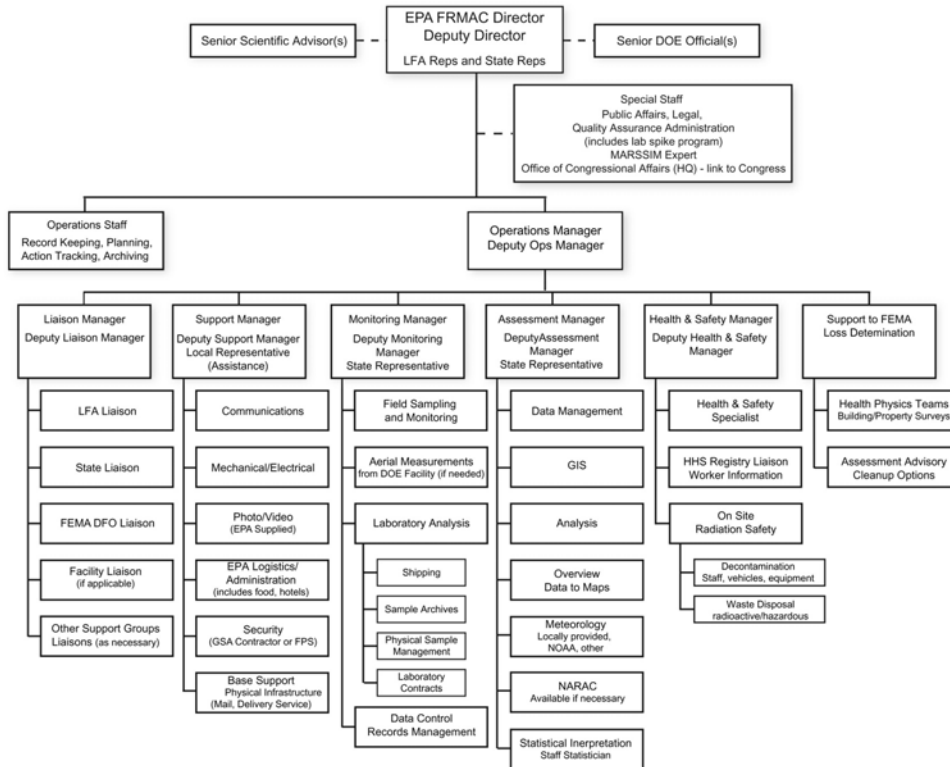 EPA FRMAC Director
Deputy Director
LFA Reps and State Reps
Senior Scientific Advisor(s)
Senior DOE Official(s)
Special Staff
Public Affairs, Legal,
Quality Assurance Administration
(includes lab spike program)
MARSSIM Expert
Office of Congressional Affairs (HQ) - link to Congress
Operations Staff
Record Keeping, Planning,
Action Tracking, Archiving
Operations Manager
Deputy Ops Manager
Liaison Manager
Deputy Liaison Manager
LFA Liaison
State Liaison
FEMA DFO Liaison
Facility Liaison
(if applicable)
Other Support Groups
Liaisons (as necessary)
Support Manager
Deputy Support Manager
Local Representative
(Assistance)
Communications
Mechanical/Electrical
Photo/Video
(EPA Supplied)
EPA Logistics/
Administration
(includes food, hotels)
Security
(GSA Contractor or FPS)
Base Support
Physical Infrastructure
(Mail, Delivery Service)
Monitoring Manager
Deputy Monitoring
Manager
State Representative
Field Sampling
and Monitoring
Aerial Measurements
from DOE Facility (if needed)
Laboratory Analysis
Shipping
Sample Archives
Physical Sample
Management
Laboratory
Contracts
Data Control
Records Management
Assessment Manager
DeputyAssessment
Manager
State Representative
Data Management
GIS
Analysis
Overview
Data to Maps
Meteorology
Locally provided,
NOAA, other
NARAC
Available if necessary
Statistical Inerpretation
Staff Statistician
Health & Safety Manager
Deputy Health & Safety
Manager
Health & Safety
Specialist
HHS Registry Liaison
Worker Information
On Site
Radiation Safety
Decontamination
Staff, vehicles, equipment
Waste Disposal
radioactive/hazardous
Support to FEMA
Loss Detemination
Health Physics Teams
Building/Property Surveys
Assessment Advisory
Cleanup Options